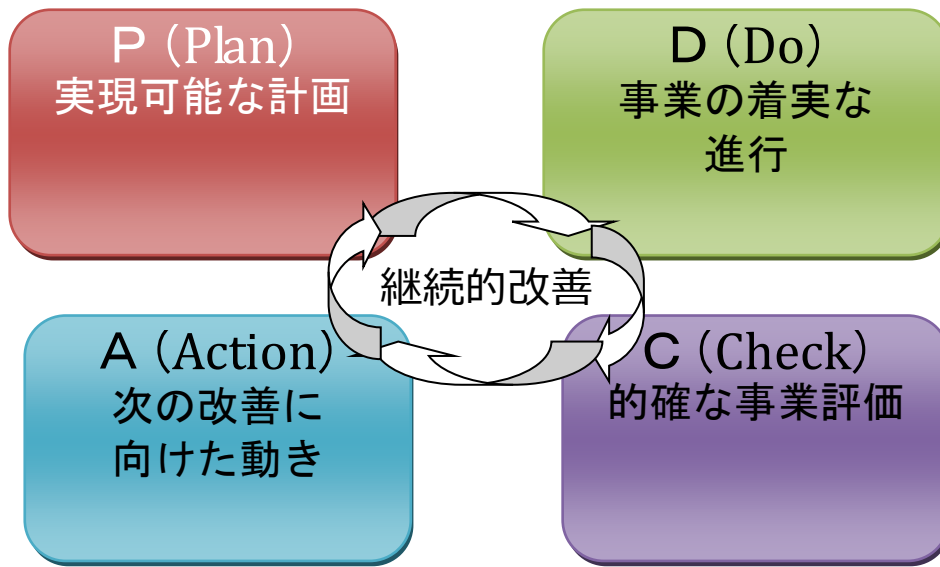 P（Plan）
実現可能な計画
D（Do）
事業の着実な
進行
継続的改善
A（Action）
次の改善に
向けた動き
C（Check）
的確な事業評価